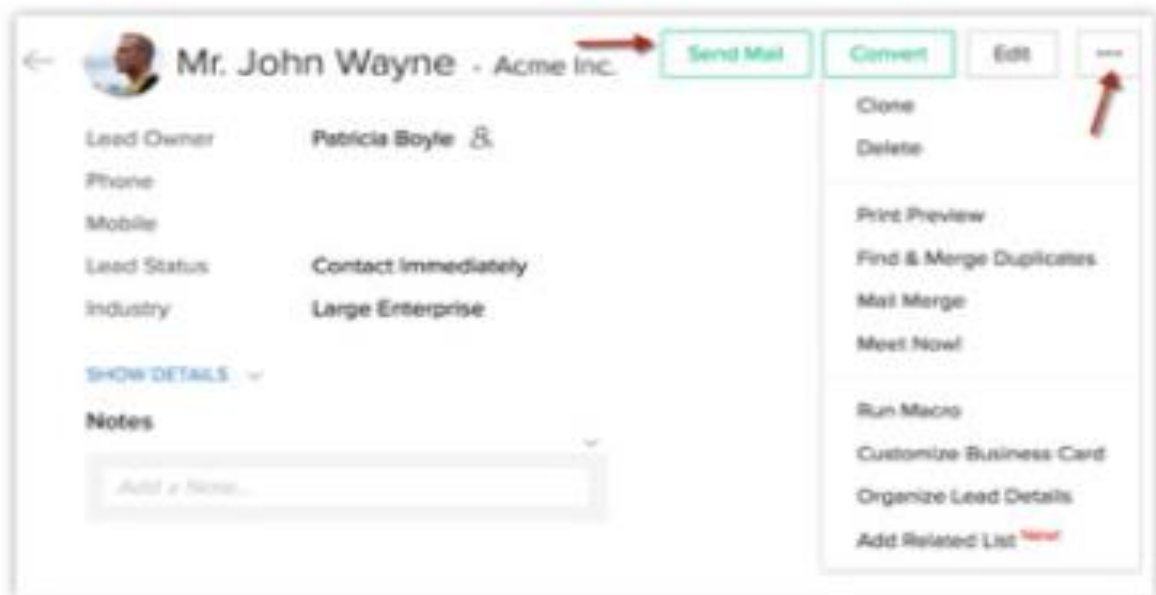 Mr. John Wayne - Acme Inc.
Send Mail
Convert
Edit
Lead Owner Patricia Boyle
Phone
Mobile
Lead Status Contact Immediately
Industry Large Enterprise
SHOW DETAILS
Notes
Add a Note...
Clone
Delete
Print Preview
Find & Merge Duplicates
Mail Merge
Meet Now!
Run Macro
Customize Business Card
Organize Lead Details
Add Related List New!